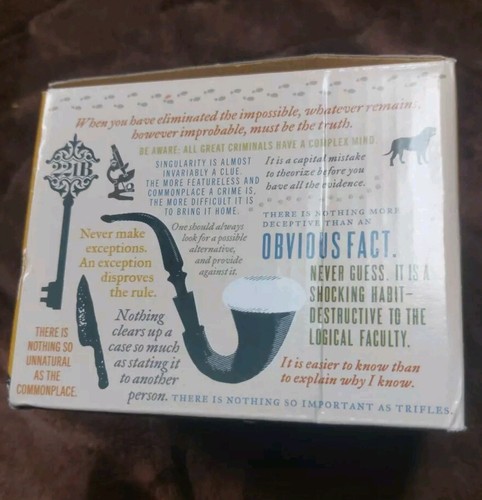 When you have eliminated the impossible, whatever remains,
however improbable, must be the truth.
BE AWARE: ALL GREAT CRIMINALS HAVE A COMPLEX MIND.
221B
SINGULARITY IS ALMOST
INVARIABLY A CLUE.
THE MORE FEATURELESS AND
COMMONPLACE A CRIME IS,
THE MORE DIFFICULT IT IS
TO BRING IT HOME.
It is a capital mistake
to theorize before you
have all the evidence.
Never make
exceptions.
An exception
disproves
the rule.
One should always
look for a possible
alternative,
and provide
against it.
THERE IS NOTHING MORE
DECEPTIVE THAN AN
OBVIOUS FACT.
NEVER GUESS. IT IS A
SHOCKING HABIT—
DESTRUCTIVE TO THE
LOGICAL FACULTY.
THERE IS
NOTHING SO
UNNATURAL
AS THE
COMMONPLACE.
Nothing
clears up a
case so much
as stating it
to another
person.
It is easier to know than
to explain why I know.
THERE IS NOTHING SO IMPORTANT AS TRIFLES.